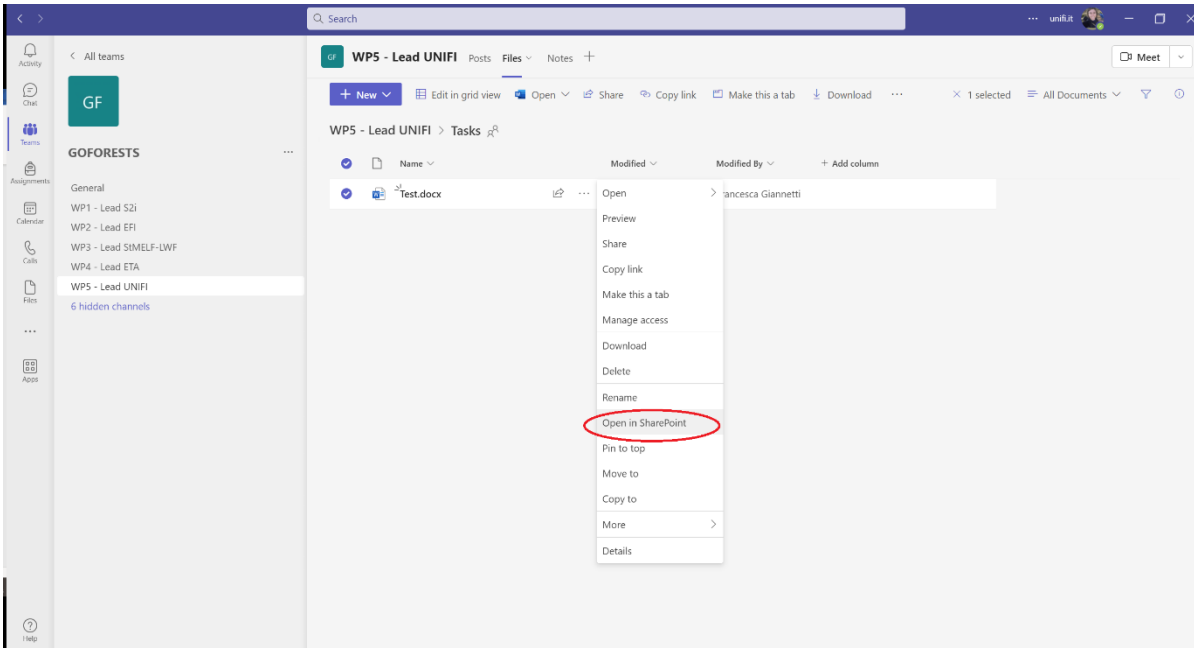 Search
unifi.it
Activity
Chat
Teams
Assignments
Calendar
Calls
Files
Apps
Help
All teams
GF
GOFORESTS
General
WP1 - Lead S2i
WP2 - Lead EFI
WP3 - Lead StMELF-LWF
WP4 - Lead ETA
WP5 - Lead UNIFI
6 hidden channels
GF WP5 - Lead UNIFI Posts Files Notes
Meet
New Edit in grid view Open Share Copy link Make this a tab Download 1 selected All Documents
WP5 - Lead UNIFI > Tasks
Name Modified Modified By + Add column
Test.docx ancesca Giannetti
Open
Preview
Share
Copy link
Make this a tab
Manage access
Download
Delete
Rename
Open in SharePoint
Pin to top
Move to
Copy to
More
Details